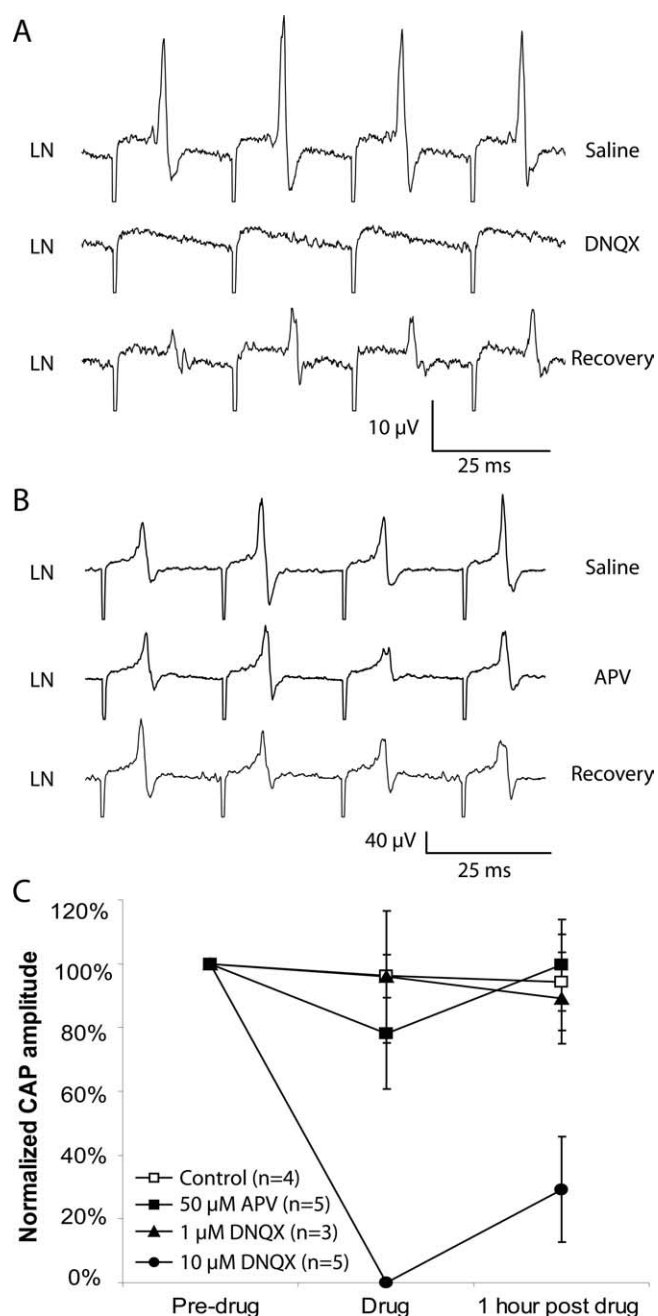 A
LN Saline
LN DNQX
LN Recovery
10 µV
25 ms
B
LN Saline
LN APV
LN Recovery
40 µV
25 ms
C
Normalized CAP amplitude
120%
100%
80%
60%
40%
20%
0%
Control (n=4)
50 µM APV (n=5)
1 µM DNQX (n=3)
10 µM DNQX (n=5)
Pre-drug Drug 1 hour post drug